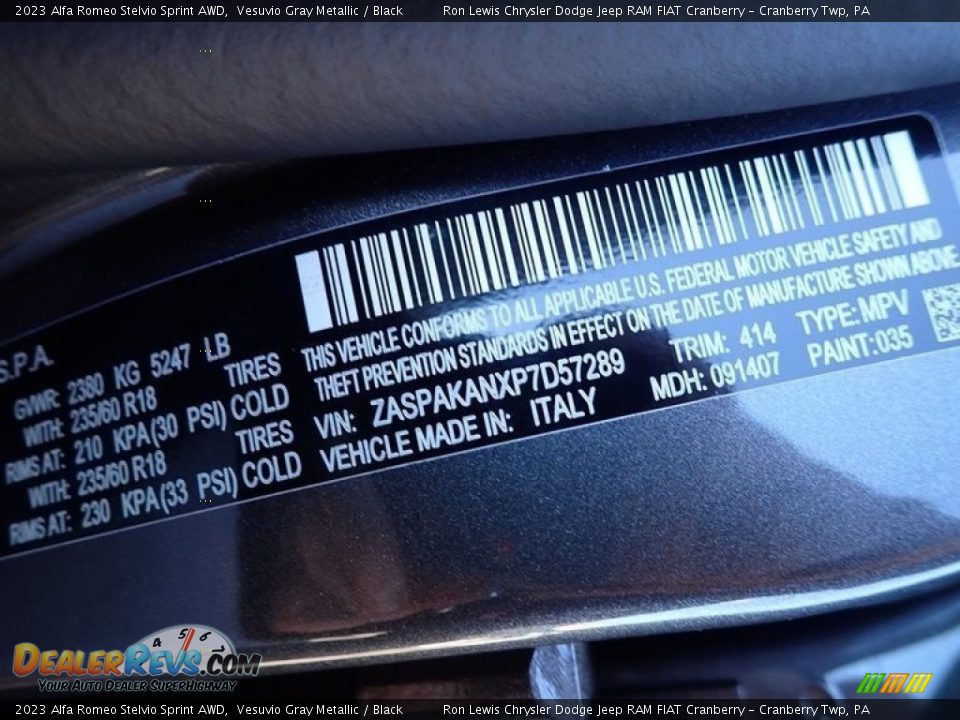 2023 Alfa Romeo Stelvio Sprint AWD,  Vesuvio Gray Metallic / Black
Ron Lewis Chrysler Dodge Jeep RAM FIAT Cranberry - Cranberry Twp, PA
S.P.A.
GVWR: 2380 KG 5247 LB
WITH: 235/60 R18 TIRES
RIMS AT: 210 KPA(30 PSI) COLD
WITH: 235/60 R18 TIRES
RIMS AT: 230 KPA(33 PSI) COLD
THIS VEHICLE CONFORMS TO ALL APPLICABLE U.S. FEDERAL MOTOR VEHICLE SAFETY AND
THEFT PREVENTION STANDARDS IN EFFECT ON THE DATE OF MANUFACTURE SHOWN ABOVE
VIN: ZASPAKANXP7D57289
TRIM: 414 TYPE: MPV
VEHICLE MADE IN: ITALY
MDH: 091407 PAINT: 035
4 5 6
DEALERREVS.COM
YOUR AUTO DEALER SUPERHIGHWAY
2023 Alfa Romeo Stelvio Sprint AWD,  Vesuvio Gray Metallic / Black
Ron Lewis Chrysler Dodge Jeep RAM FIAT Cranberry - Cranberry Twp, PA